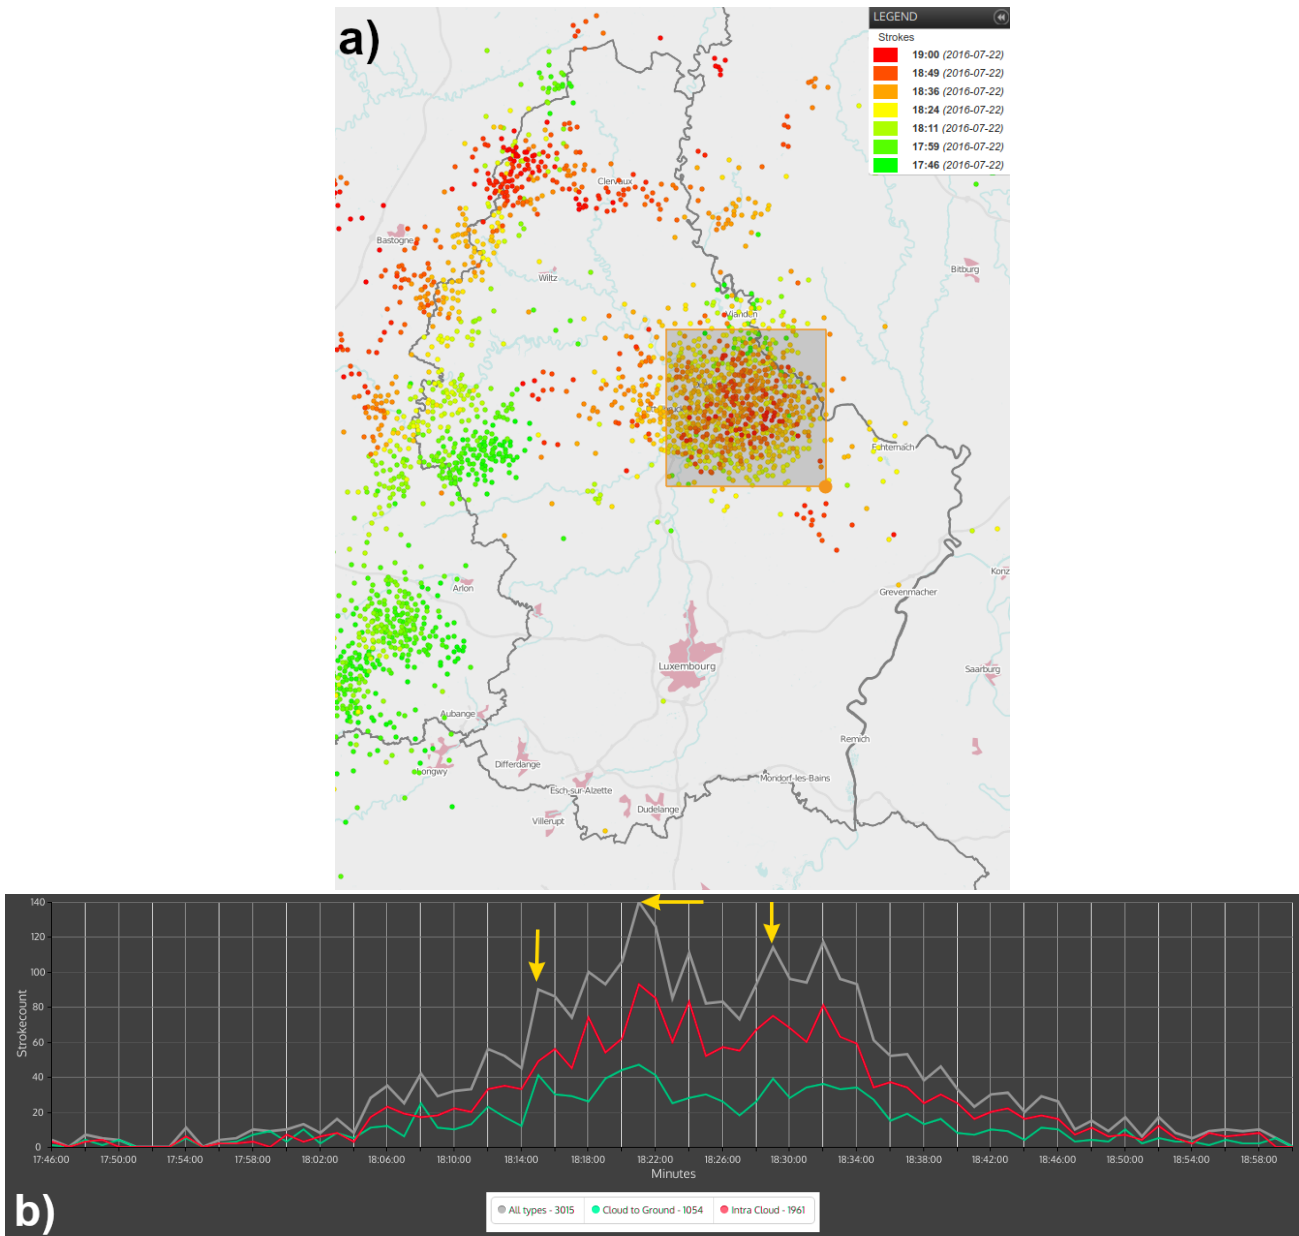 a)
LEGEND
Strokes
19:00 (2016-07-22)
18:49 (2016-07-22)
18:36 (2016-07-22)
18:24 (2016-07-22)
18:11 (2016-07-22)
17:59 (2016-07-22)
17:46 (2016-07-22)
Clervaux
Bastogne
Wiltz
Bitburg
Vianden
Echternach
Arlon
Grevenmacher
Luxembourg
Saarburg
Aubange
Remich
Longwy
Differdange
Mondorf-les-Bains
Esch-sur-Alzette
Dudelange
Villerupt
140
120
100
80
60
40
20
0
Strokecount
17:46:00 17:50:00 17:54:00 17:58:00 18:02:00 18:06:00 18:10:00 18:14:00 18:18:00 18:22:00 18:26:00 18:30:00 18:34:00 18:38:00 18:42:00 18:46:00 18:50:00 18:54:00 18:58:00
Minutes
b)
All types - 3015 Cloud to Ground - 1054 Intra Cloud - 1961